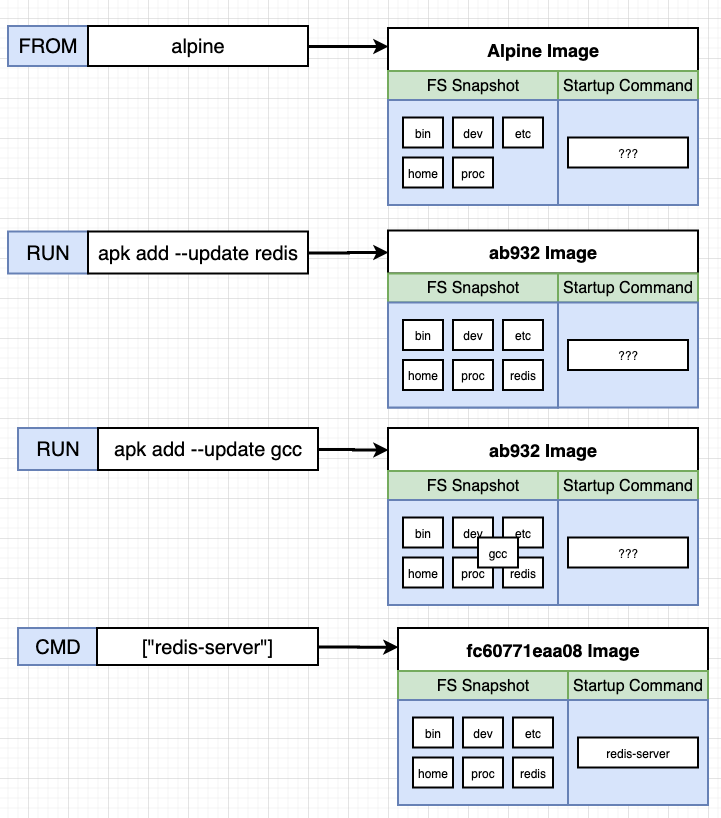 FROM alpine
Alpine Image
FS Snapshot Startup Command
bin dev etc
???
home proc
RUN apk add --update redis
ab932 Image
FS Snapshot Startup Command
bin dev etc
???
home proc redis
RUN apk add --update gcc
ab932 Image
FS Snapshot Startup Command
bin dev etc
gcc
???
home proc redis
CMD ["redis-server"]
fc60771eaa08 Image
FS Snapshot Startup Command
bin dev etc
redis-server
home proc redis